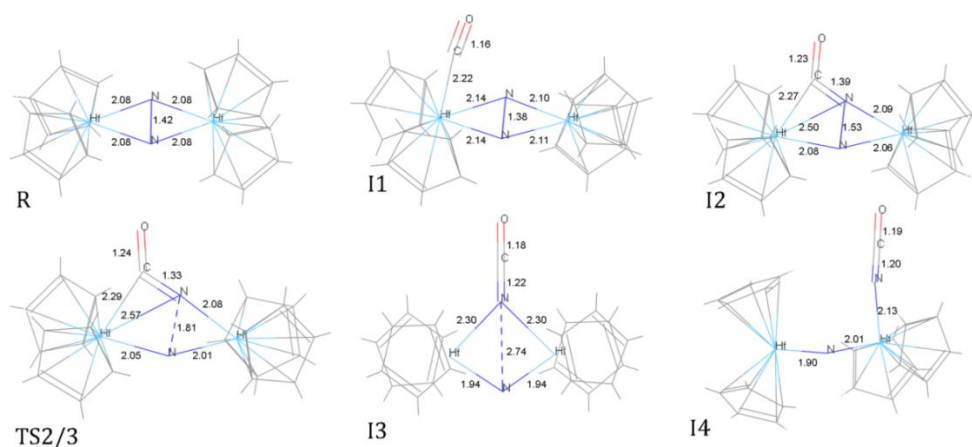 R
Hf
N
N
Hf
2.08
2.08
1.42
2.08
2.08
I1
O
C
1.16
2.22
Hf
N
N
Hf
2.14
2.10
1.38
2.14
2.11
I2
O
C
1.23
1.39
2.27
N
2.09
2.50
1.53
Hf
Hf
2.08
N
2.06
TS2/3
O
1.24
C
1.33
2.29
N
2.08
2.57
1.81
Hf
Hf
2.05
N
2.01
I3
O
1.18
C
1.22
N
2.30
2.30
Hf
Hf
2.74
1.94
N
1.94
I4
O
1.19
C
1.20
N
2.13
Hf
2.01
Hf
1.90
N